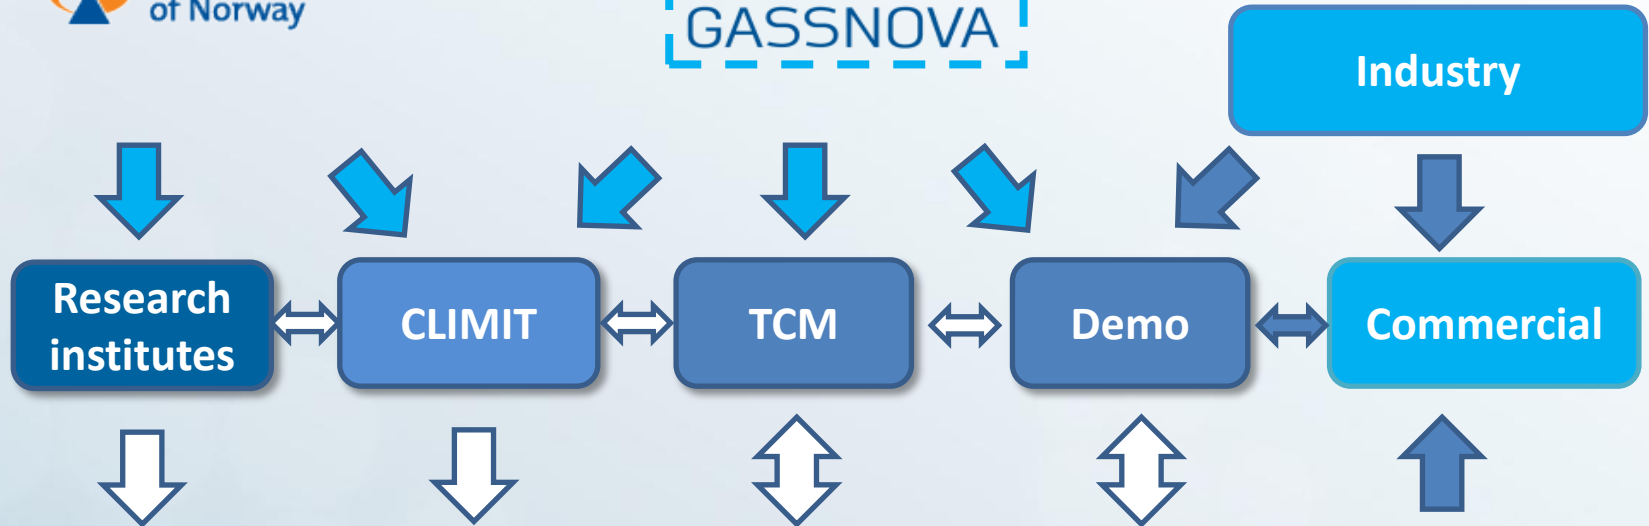 of Norway
GASSNOVA
Industry
Research
institutes
CLIMIT
TCM
Demo
Commercial